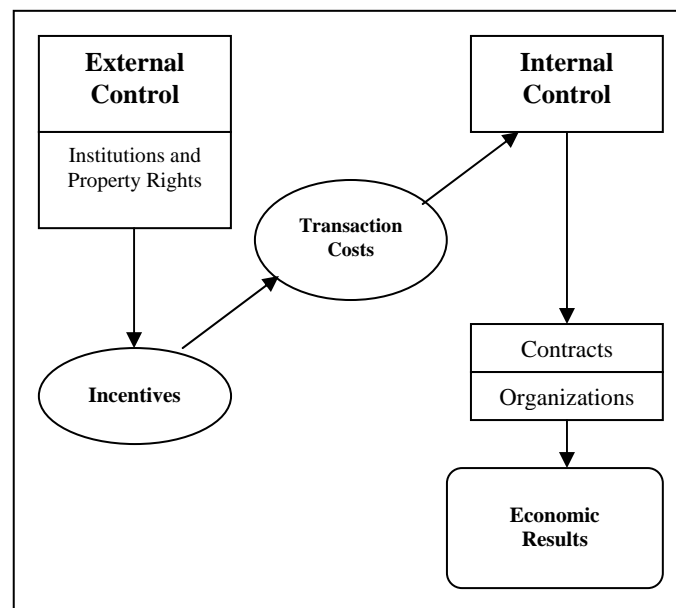 External
Control
Institutions and
Property Rights
Incentives
Transaction
Costs
Internal
Control
Contracts
Organizations
Economic
Results